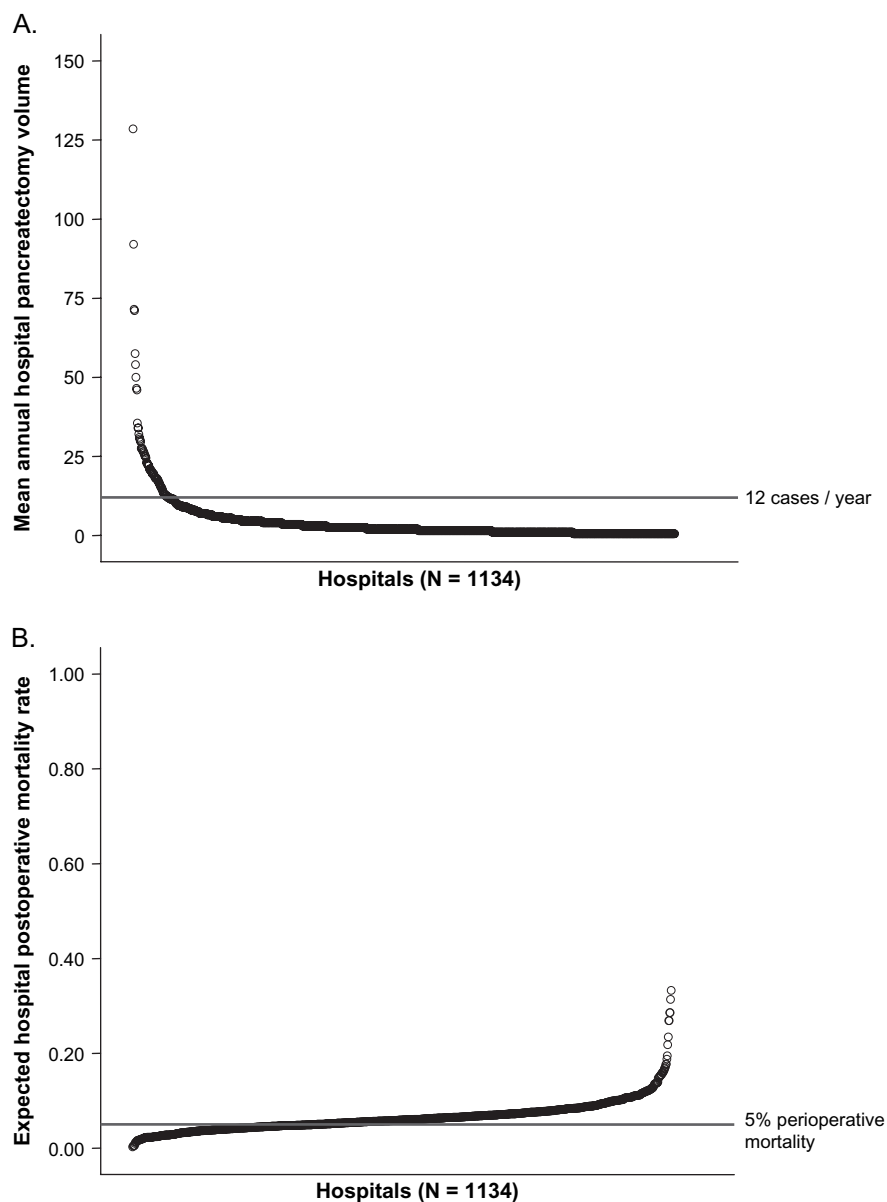 A.
Mean annual hospital pancreatectomy volume
150
125
100
75
50
25
0
12 cases / year
Hospitals (N = 1134)
B.
Expected hospital postoperative mortality rate
1.00
0.80
0.60
0.40
0.20
0.00
5% perioperative
mortality
Hospitals (N = 1134)